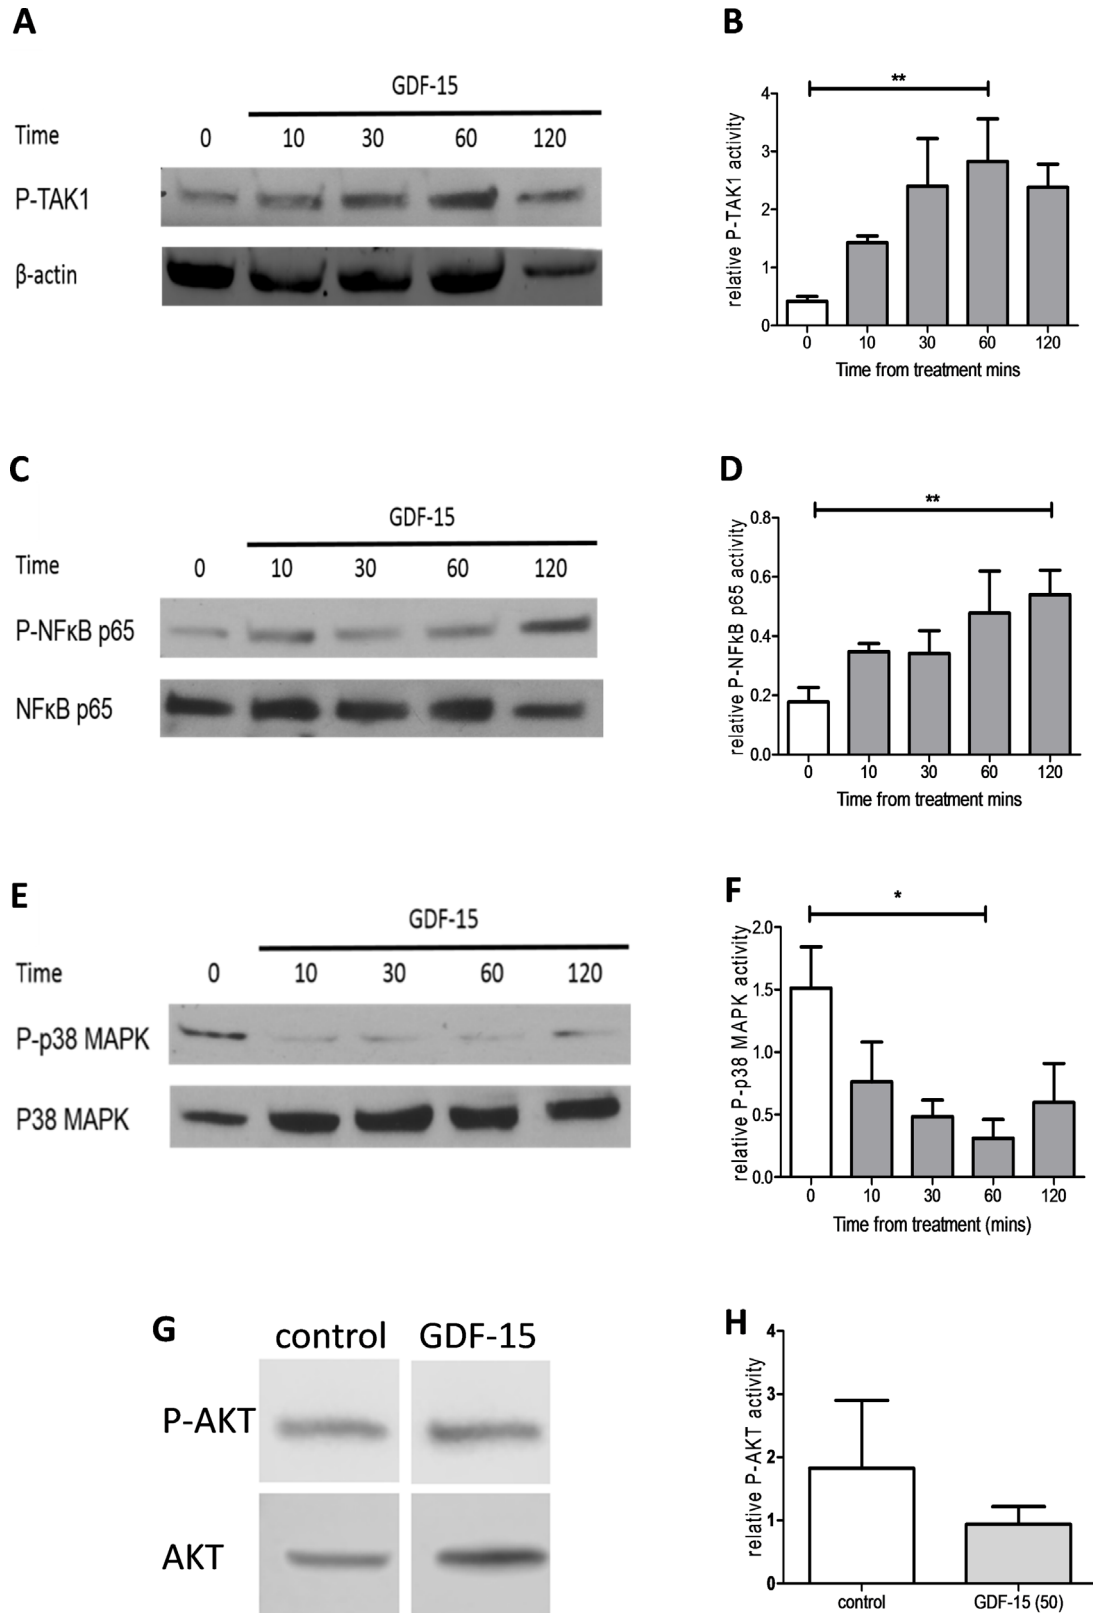 A
GDF-15
Time 0 10 30 60 120
P-TAK1
β-actin
B
**
relative P-TAK1 activity
4
3
2
1
0
0 10 30 60 120
Time from treatment mins
C
GDF-15
Time 0 10 30 60 120
P-NFκB p65
NFκB p65
D
**
relative P-NFkB p65 activity
0.8
0.6
0.4
0.2
0.0
0 10 30 60 120
Time from treatment mins
E
GDF-15
Time 0 10 30 60 120
P-p38 MAPK
P38 MAPK
F
*
relative P-p38 MAPK activity
2.0
1.5
1.0
0.5
0.0
0 10 30 60 120
Time from treatment (mins)
G
control GDF-15
P-AKT
AKT
H
relative P-AKT activity
4
3
2
1
0
control GDF-15 (50)